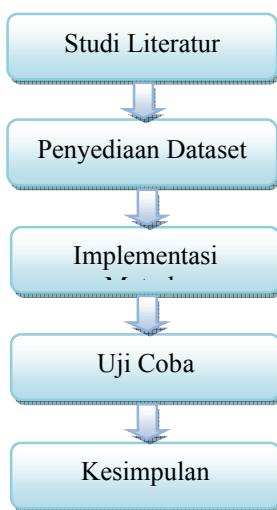 Studi Literatur
Penyediaan Dataset
Implementasi
Uji Coba
Kesimpulan